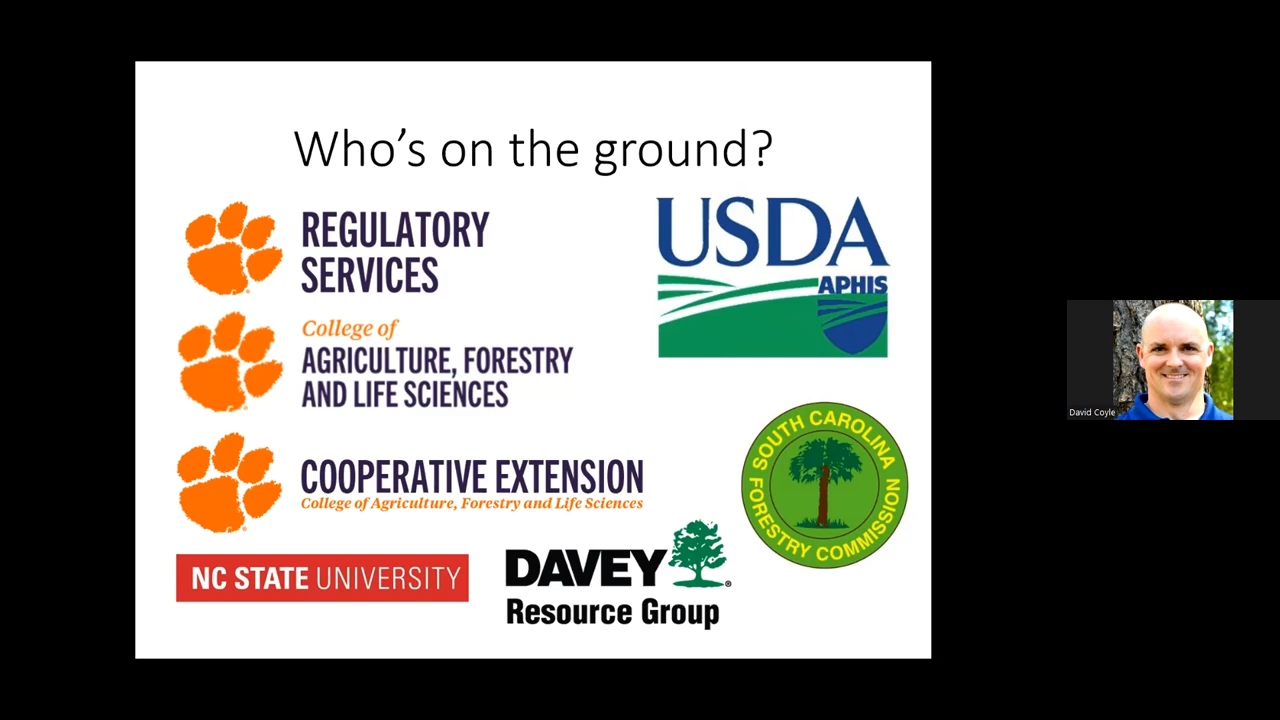 Who's on the ground?
REGULATORY
SERVICES
College of
AGRICULTURE, FORESTRY
AND LIFE SCIENCES
COOPERATIVE EXTENSION
College of Agriculture, Forestry and Life Sciences
NC STATE UNIVERSITY
DAVEY
®
Resource Group
USDA
APHIS
SOUTH CAROLINA
FORESTRY COMMISSION
David Coyle